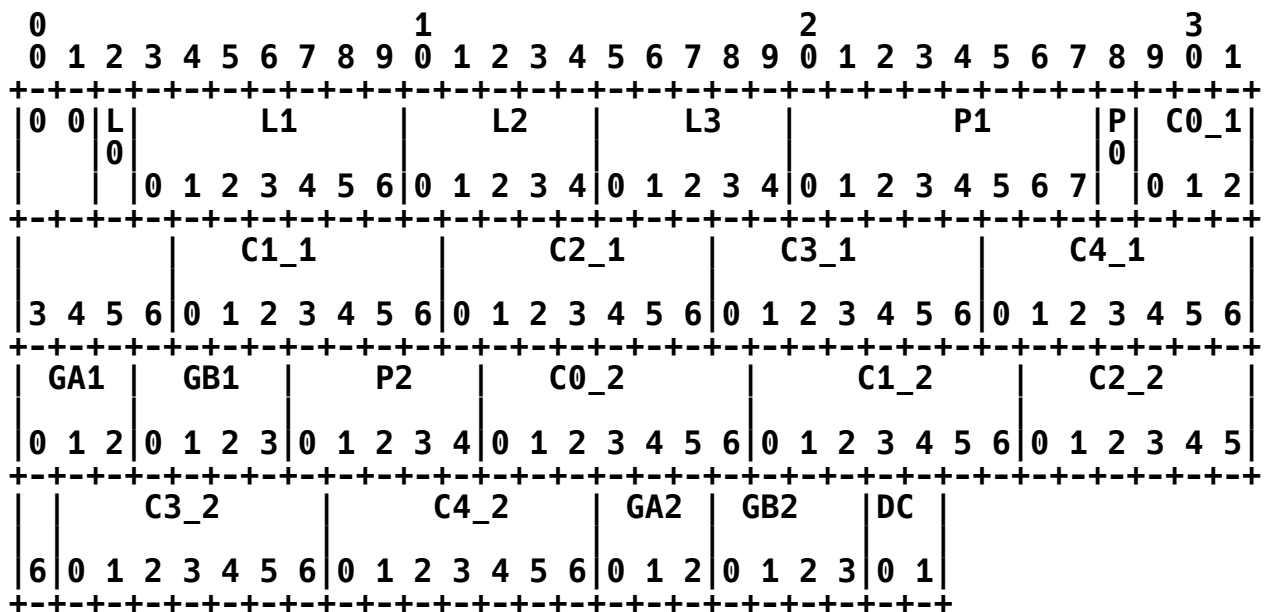 0                   1                   2                   3
 0 1 2 3 4 5 6 7 8 9 0 1 2 3 4 5 6 7 8 9 0 1 2 3 4 5 6 7 8 9 0 1
+-+-+-+-+-+-+-+-+-+-+-+-+-+-+-+-+-+-+-+-+-+-+-+-+-+-+-+-+-+-+-+-+
|0 0|L|      L1     |    L2   |    L3   |        P1     |P| C0_1|
|   |0|             |         |         |               |0|     |
|   | |0 1 2 3 4 5 6|0 1 2 3 4|0 1 2 3 4|0 1 2 3 4 5 6 7| |0 1 2|
+-+-+-+-+-+-+-+-+-+-+-+-+-+-+-+-+-+-+-+-+-+-+-+-+-+-+-+-+-+-+-+-+
|       |   C1_1      |     C2_1    |   C3_1      |    C4_1     |
|       |             |             |             |             |
|3 4 5 6|0 1 2 3 4 5 6|0 1 2 3 4 5 6|0 1 2 3 4 5 6|0 1 2 3 4 5 6|
+-+-+-+-+-+-+-+-+-+-+-+-+-+-+-+-+-+-+-+-+-+-+-+-+-+-+-+-+-+-+-+-+
| GA1 |  GB1  |    P2   |   C0_2      |     C1_2    |   C2_2    |
|     |       |         |             |             |           |
|0 1 2|0 1 2 3|0 1 2 3 4|0 1 2 3 4 5 6|0 1 2 3 4 5 6|0 1 2 3 4 5|
+-+-+-+-+-+-+-+-+-+-+-+-+-+-+-+-+-+-+-+-+-+-+-+-+-+-+-+-+-+-+-+-+
| |    C3_2     |     C4_2    | GA2 | GB2   |DC |
| |             |             |     |       |   |
|6|0 1 2 3 4 5 6|0 1 2 3 4 5 6|0 1 2|0 1 2 3|0 1|
+-+-+-+-+-+-+-+-+-+-+-+-+-+-+-+-+-+-+-+-+-+-+-+-+